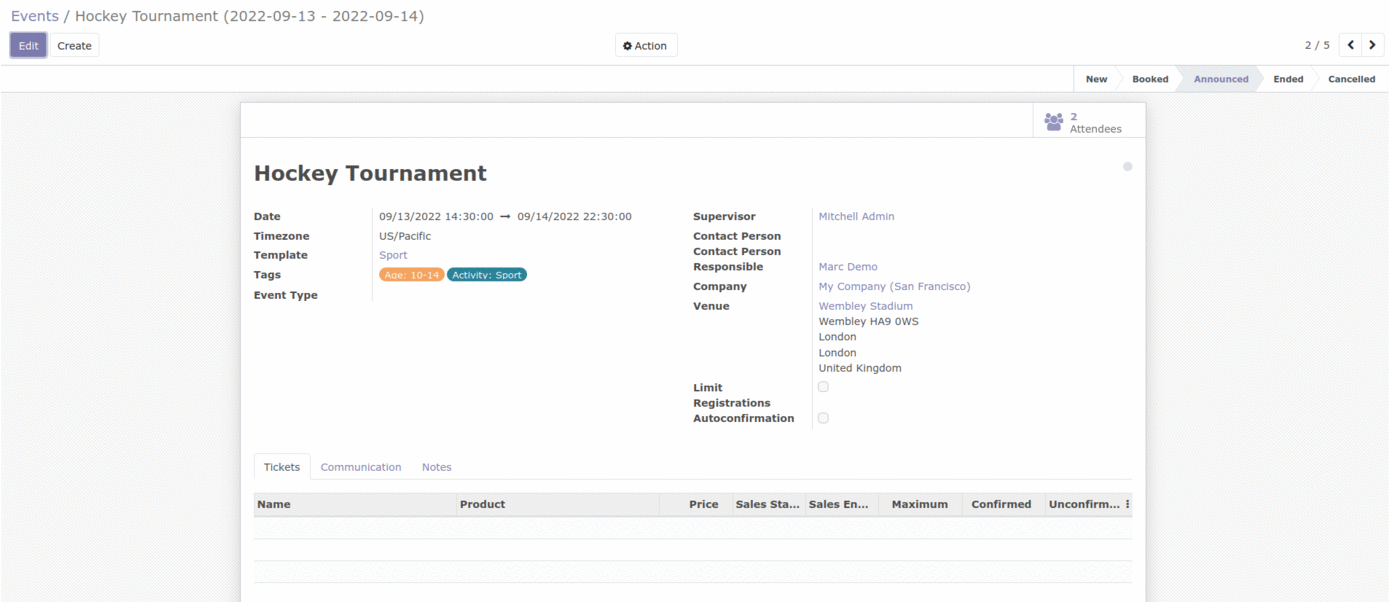 Events / Hockey Tournament (2022-09-13 - 2022-09-14)
Edit Create Action 2 / 5
New Booked Announced Ended Cancelled
2
Attendees
Hockey Tournament
Date 09/13/2022 14:30:00 → 09/14/2022 22:30:00
Timezone US/Pacific
Template Sport
Tags Age: 10-14 Activity: Sport
Event Type
Supervisor Mitchell Admin
Contact Person
Contact Person
Responsible Marc Demo
Company My Company (San Francisco)
Venue Wembley Stadium
Wembley HA9 0WS
London
London
United Kingdom
Limit
Registrations
Autoconfirmation
Tickets Communication Notes
Name Product Price Sales Sta... Sales En... Maximum Confirmed Unconfirm...